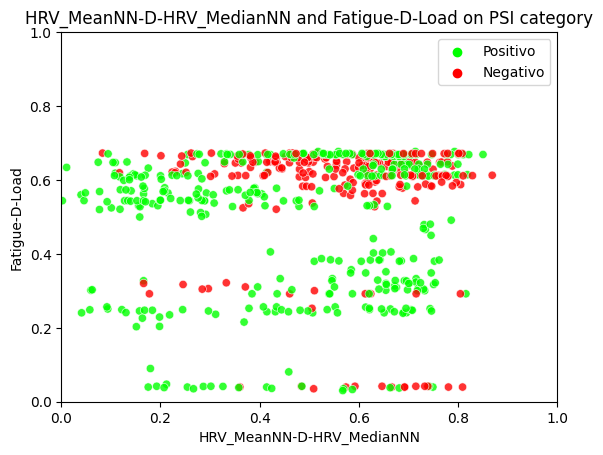 HRV_MeanNN-D-HRV_MedianNN and Fatigue-D-Load on PSI category
Positivo
Negativo
1.0
0.8
0.6
0.4
0.2
0.0
Fatigue-D-Load
0.0 0.2 0.4 0.6 0.8 1.0
HRV_MeanNN-D-HRV_MedianNN